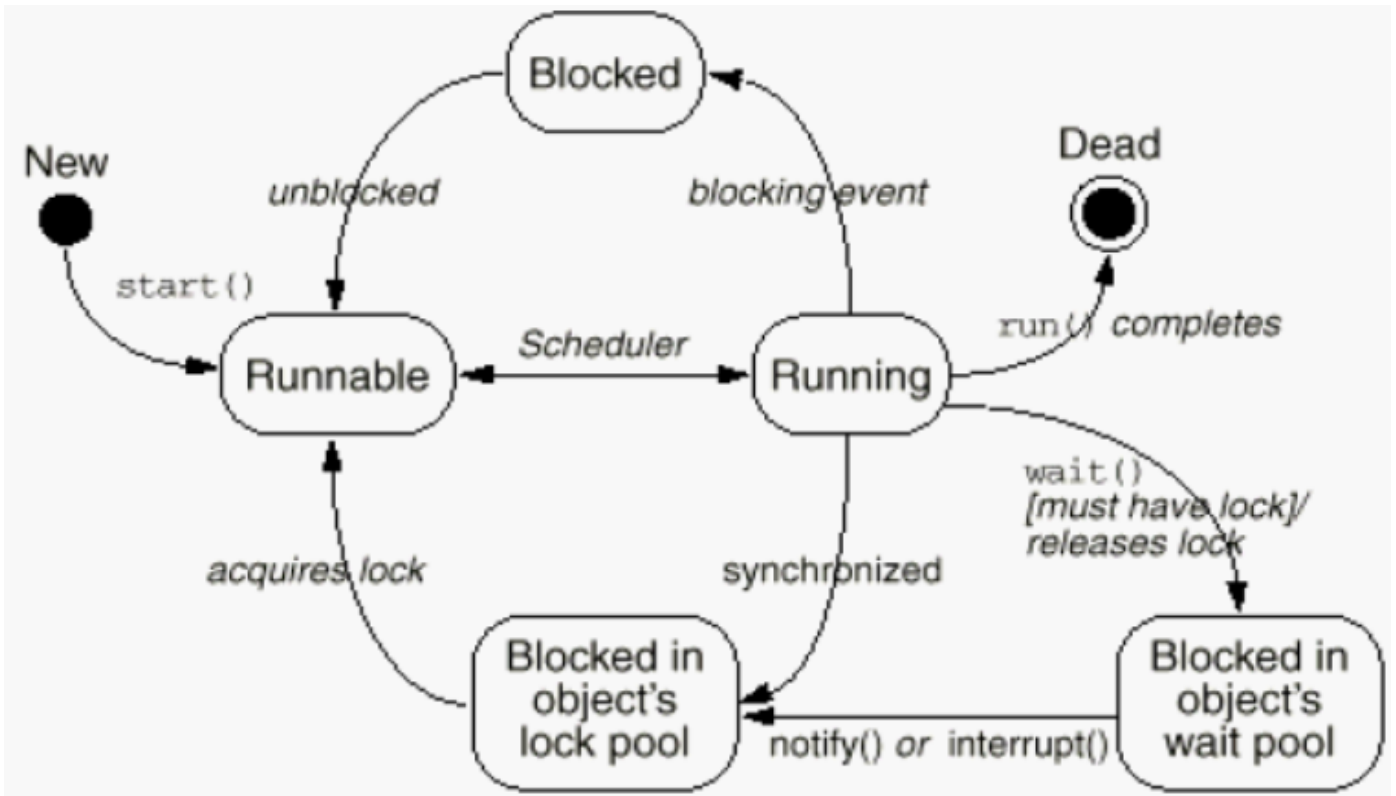 Blocked
New
Dead
unblocked
blocking event
start()
run() completes
Scheduler
Runnable
Running
wait()
[must have lock]/
releases lock
acquires lock
synchronized
Blocked in
object's
lock pool
Blocked in
object's
wait pool
notify() or interrupt()